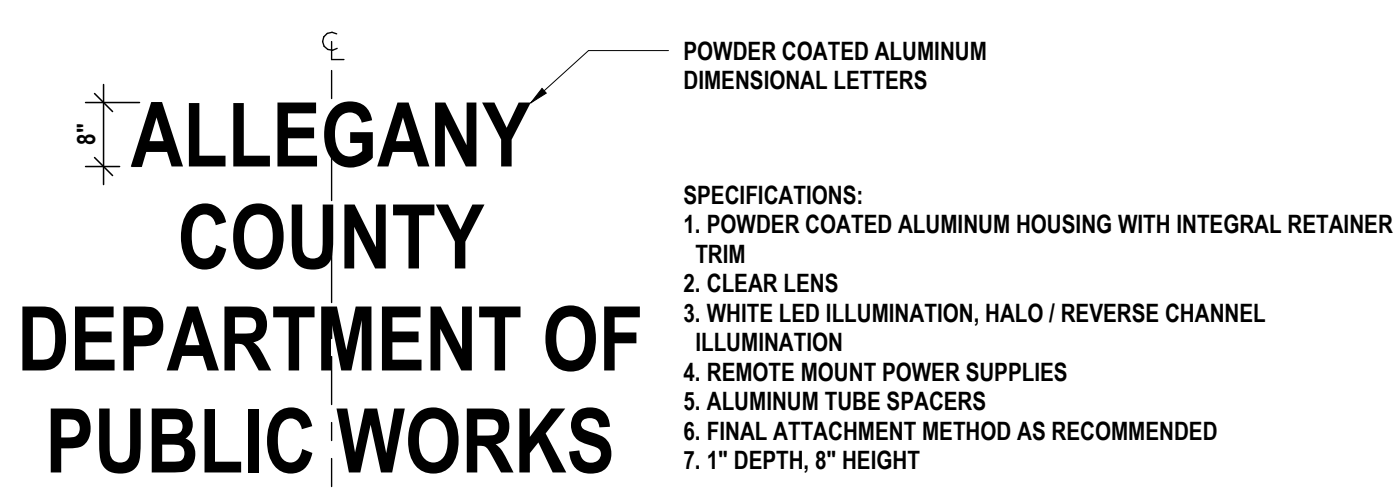 ℄
POWDER COATED ALUMINUM
DIMENSIONAL LETTERS
8"
ALLEGANY
COUNTY
DEPARTMENT OF
PUBLIC WORKS
SPECIFICATIONS:
1. POWDER COATED ALUMINUM HOUSING WITH INTEGRAL RETAINER
TRIM
2. CLEAR LENS
3. WHITE LED ILLUMINATION, HALO / REVERSE CHANNEL
ILLUMINATION
4. REMOTE MOUNT POWER SUPPLIES
5. ALUMINUM TUBE SPACERS
6. FINAL ATTACHMENT METHOD AS RECOMMENDED
7. 1" DEPTH, 8" HEIGHT